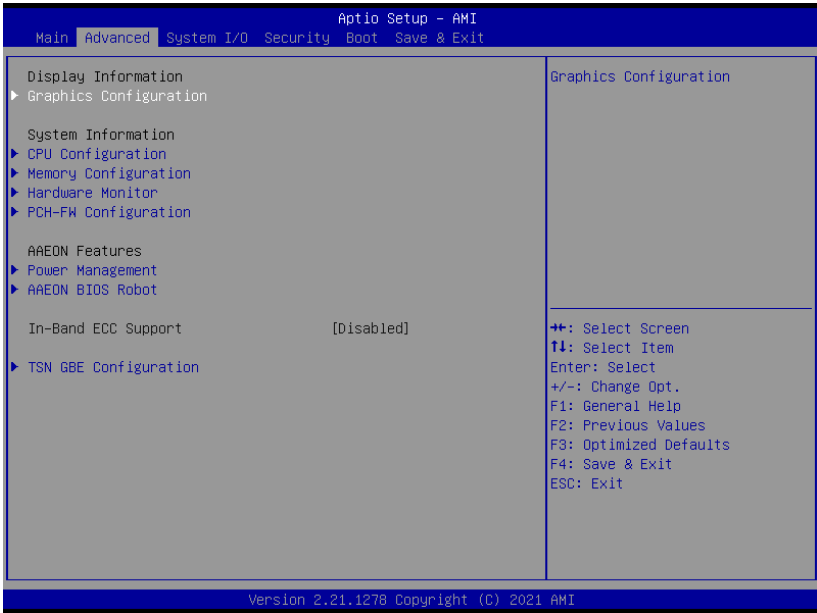 Aptio Setup – AMI
Main Advanced System I/O Security Boot Save & Exit
Display Information
▶ Graphics Configuration
System Information
▶ CPU Configuration
▶ Memory Configuration
▶ Hardware Monitor
▶ PCH-FW Configuration
AAEON Features
▶ Power Management
▶ AAEON BIOS Robot
In-Band ECC Support [Disabled]
▶ TSN GBE Configuration
Graphics Configuration
→←: Select Screen
↑↓: Select Item
Enter: Select
+/-: Change Opt.
F1: General Help
F2: Previous Values
F3: Optimized Defaults
F4: Save & Exit
ESC: Exit
Version 2.21.1278 Copyright (C) 2021 AMI